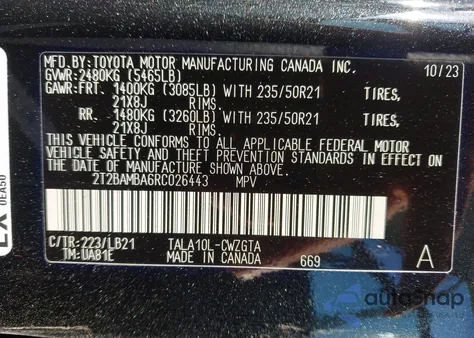 MFD.BY:TOYOTA MOTOR MANUFACTURING CANADA INC. 10/23
GVWR:2480KG (5465LB)
GAWR:FRT. 1400KG (3085LB) WITH 235/50R21 TIRES,
21X8J RIMS.
RR. 1480KG (3260LB) WITH 235/50R21 TIRES,
21X8J RIMS.
THIS VEHICLE CONFORMS TO ALL APPLICABLE FEDERAL MOTOR
VEHICLE SAFETY AND THEFT PREVENTION STANDARDS IN EFFECT ON
THE DATE OF MANUFACTURE SHOWN ABOVE.
2T2BAMBA6RC026443 MPV
C/TR:223/LB21 TALA10L-CWZGTA
TM:UA81E MADE IN CANADA 669 A
0EA50
autosnap